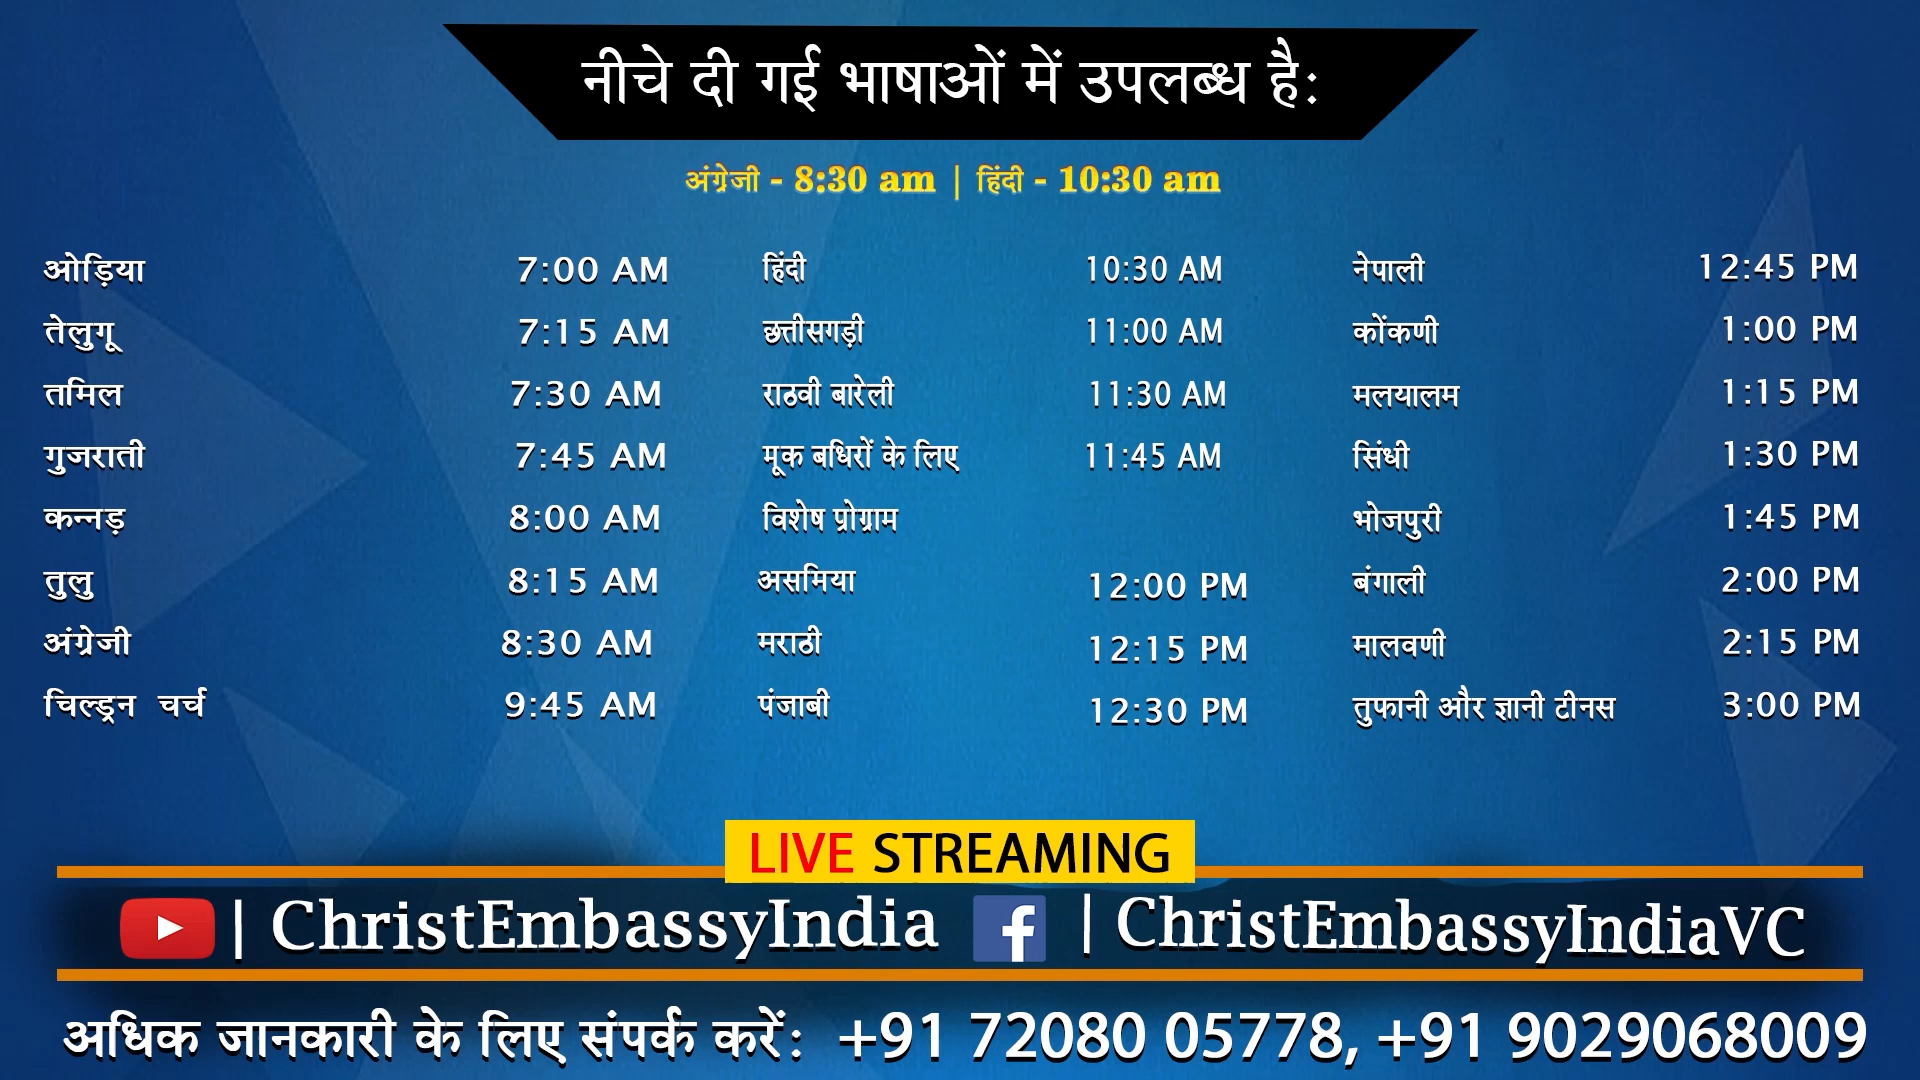 नीचे दी गई भाषाओं में उपलब्ध है:
अंग्रेजी - 8:30 am | हिंदी - 10:30 am
ओड़िया 7:00 AM
तेलुगू 7:15 AM
तमिल 7:30 AM
गुजराती 7:45 AM
कन्नड़ 8:00 AM
तुलु 8:15 AM
अंग्रेजी 8:30 AM
चिल्ड्रन चर्च 9:45 AM
हिंदी 10:30 AM
छत्तीसगड़ी 11:00 AM
राठवी बारेली 11:30 AM
मूक बधिरों के लिए 11:45 AM
विशेष प्रोग्राम
असमिया 12:00 PM
मराठी 12:15 PM
पंजाबी 12:30 PM
नेपाली 12:45 PM
कोंकणी 1:00 PM
मलयालम 1:15 PM
सिंधी 1:30 PM
भोजपुरी 1:45 PM
बंगाली 2:00 PM
मालवणी 2:15 PM
तुफानी और ज्ञानी टीनस 3:00 PM
LIVE STREAMING
| ChristEmbassyIndia f | ChristEmbassyIndiaVC
अधिक जानकारी के लिए संपर्क करें: +91 72080 05778, +91 9029068009